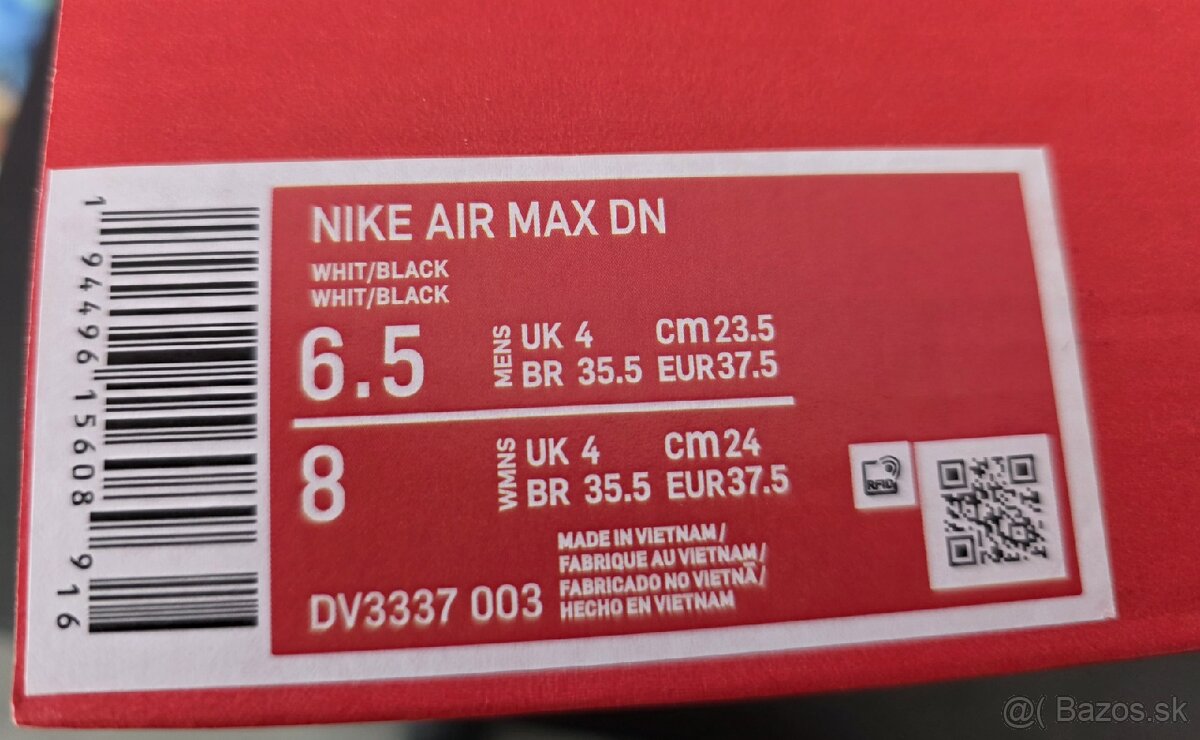 1 94496 15608 9 16
NIKE AIR MAX DN
WHIT/BLACK
WHIT/BLACK
6.5 MENS UK 4 cm 23.5
BR 35.5 EUR 37.5
8 WMNS UK 4 cm 24
BR 35.5 EUR 37.5
RFID
MADE IN VIETNAM/
FABRIQUE AU VIETNAM/
FABRICADO NO VIETNÃ/
HECHO EN VIETNAM
DV3337 003
@( Bazos.sk